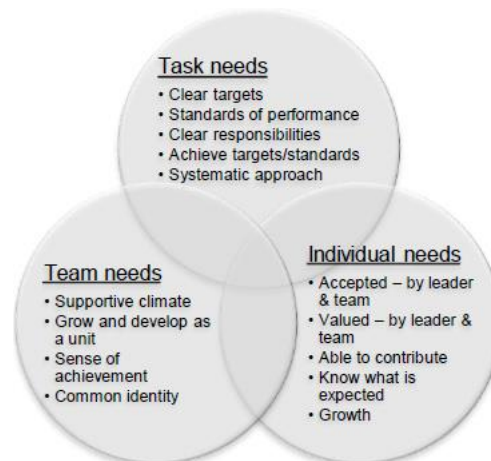 Task needs
• Clear targets
• Standards of performance
• Clear responsibilities
• Achieve targets/standards
• Systematic approach
Team needs
• Supportive climate
• Grow and develop as
a unit
• Sense of
achievement
• Common identity
Individual needs
• Accepted – by leader
& team
• Valued – by leader &
team
• Able to contribute
• Know what is
expected
• Growth